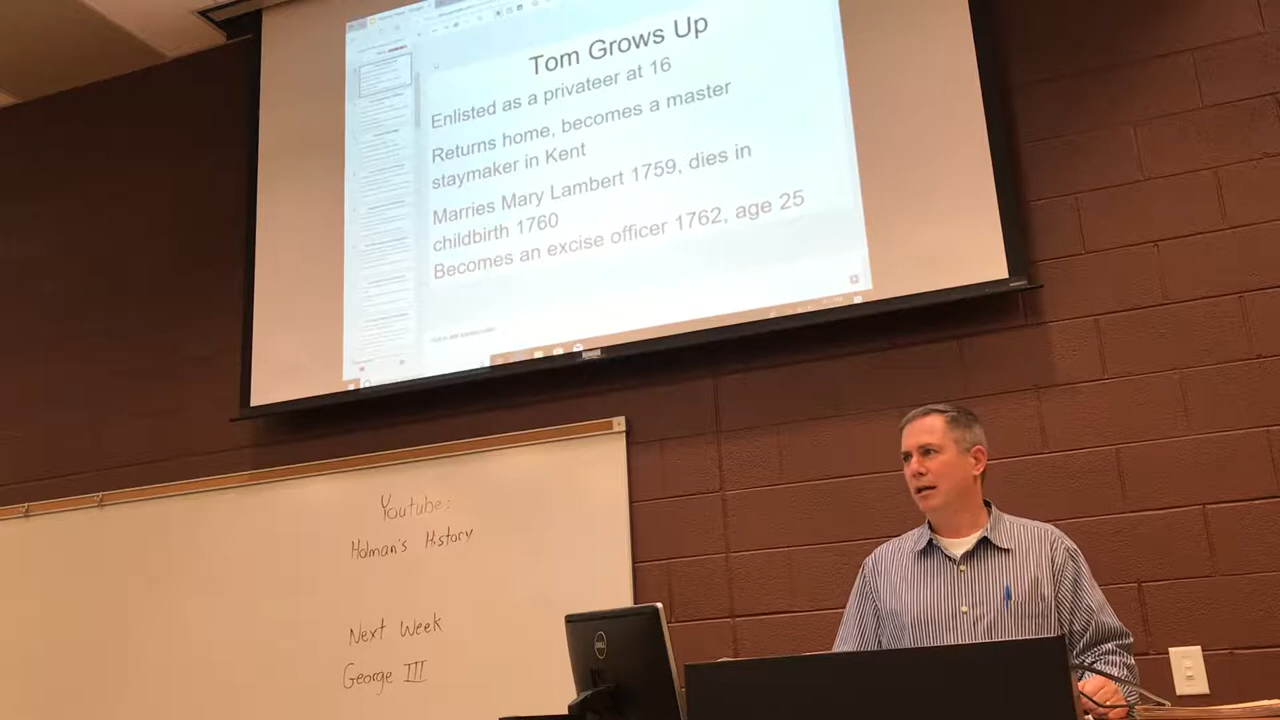 Tom Grows Up
Enlisted as a privateer at 16
Returns home, becomes a master
staymaker in Kent
Marries Mary Lambert 1759, dies in
childbirth 1760
Becomes an excise officer 1762, age 25
Youtube:
Holman's History
Next Week
George III
DELL